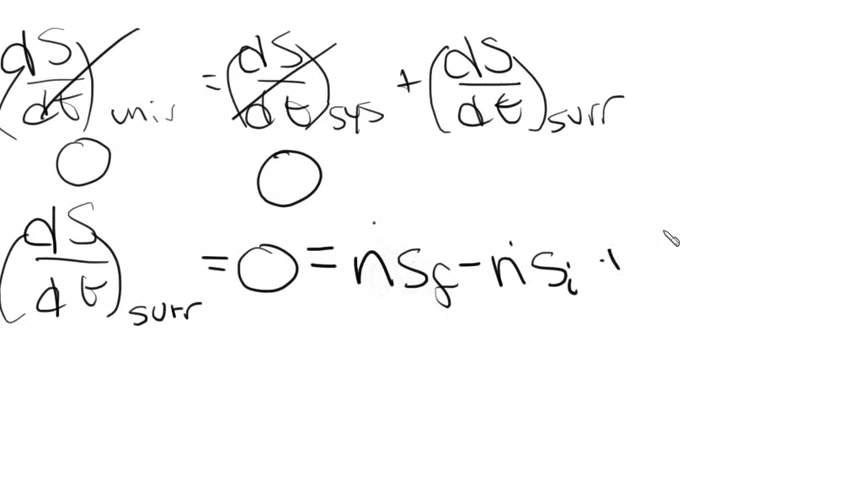 (dS/dt)univ = (dS/dt)sys + (dS/dt)surr
0 0
(dS/dt)surr = 0 = ṅSf - ṅSi +